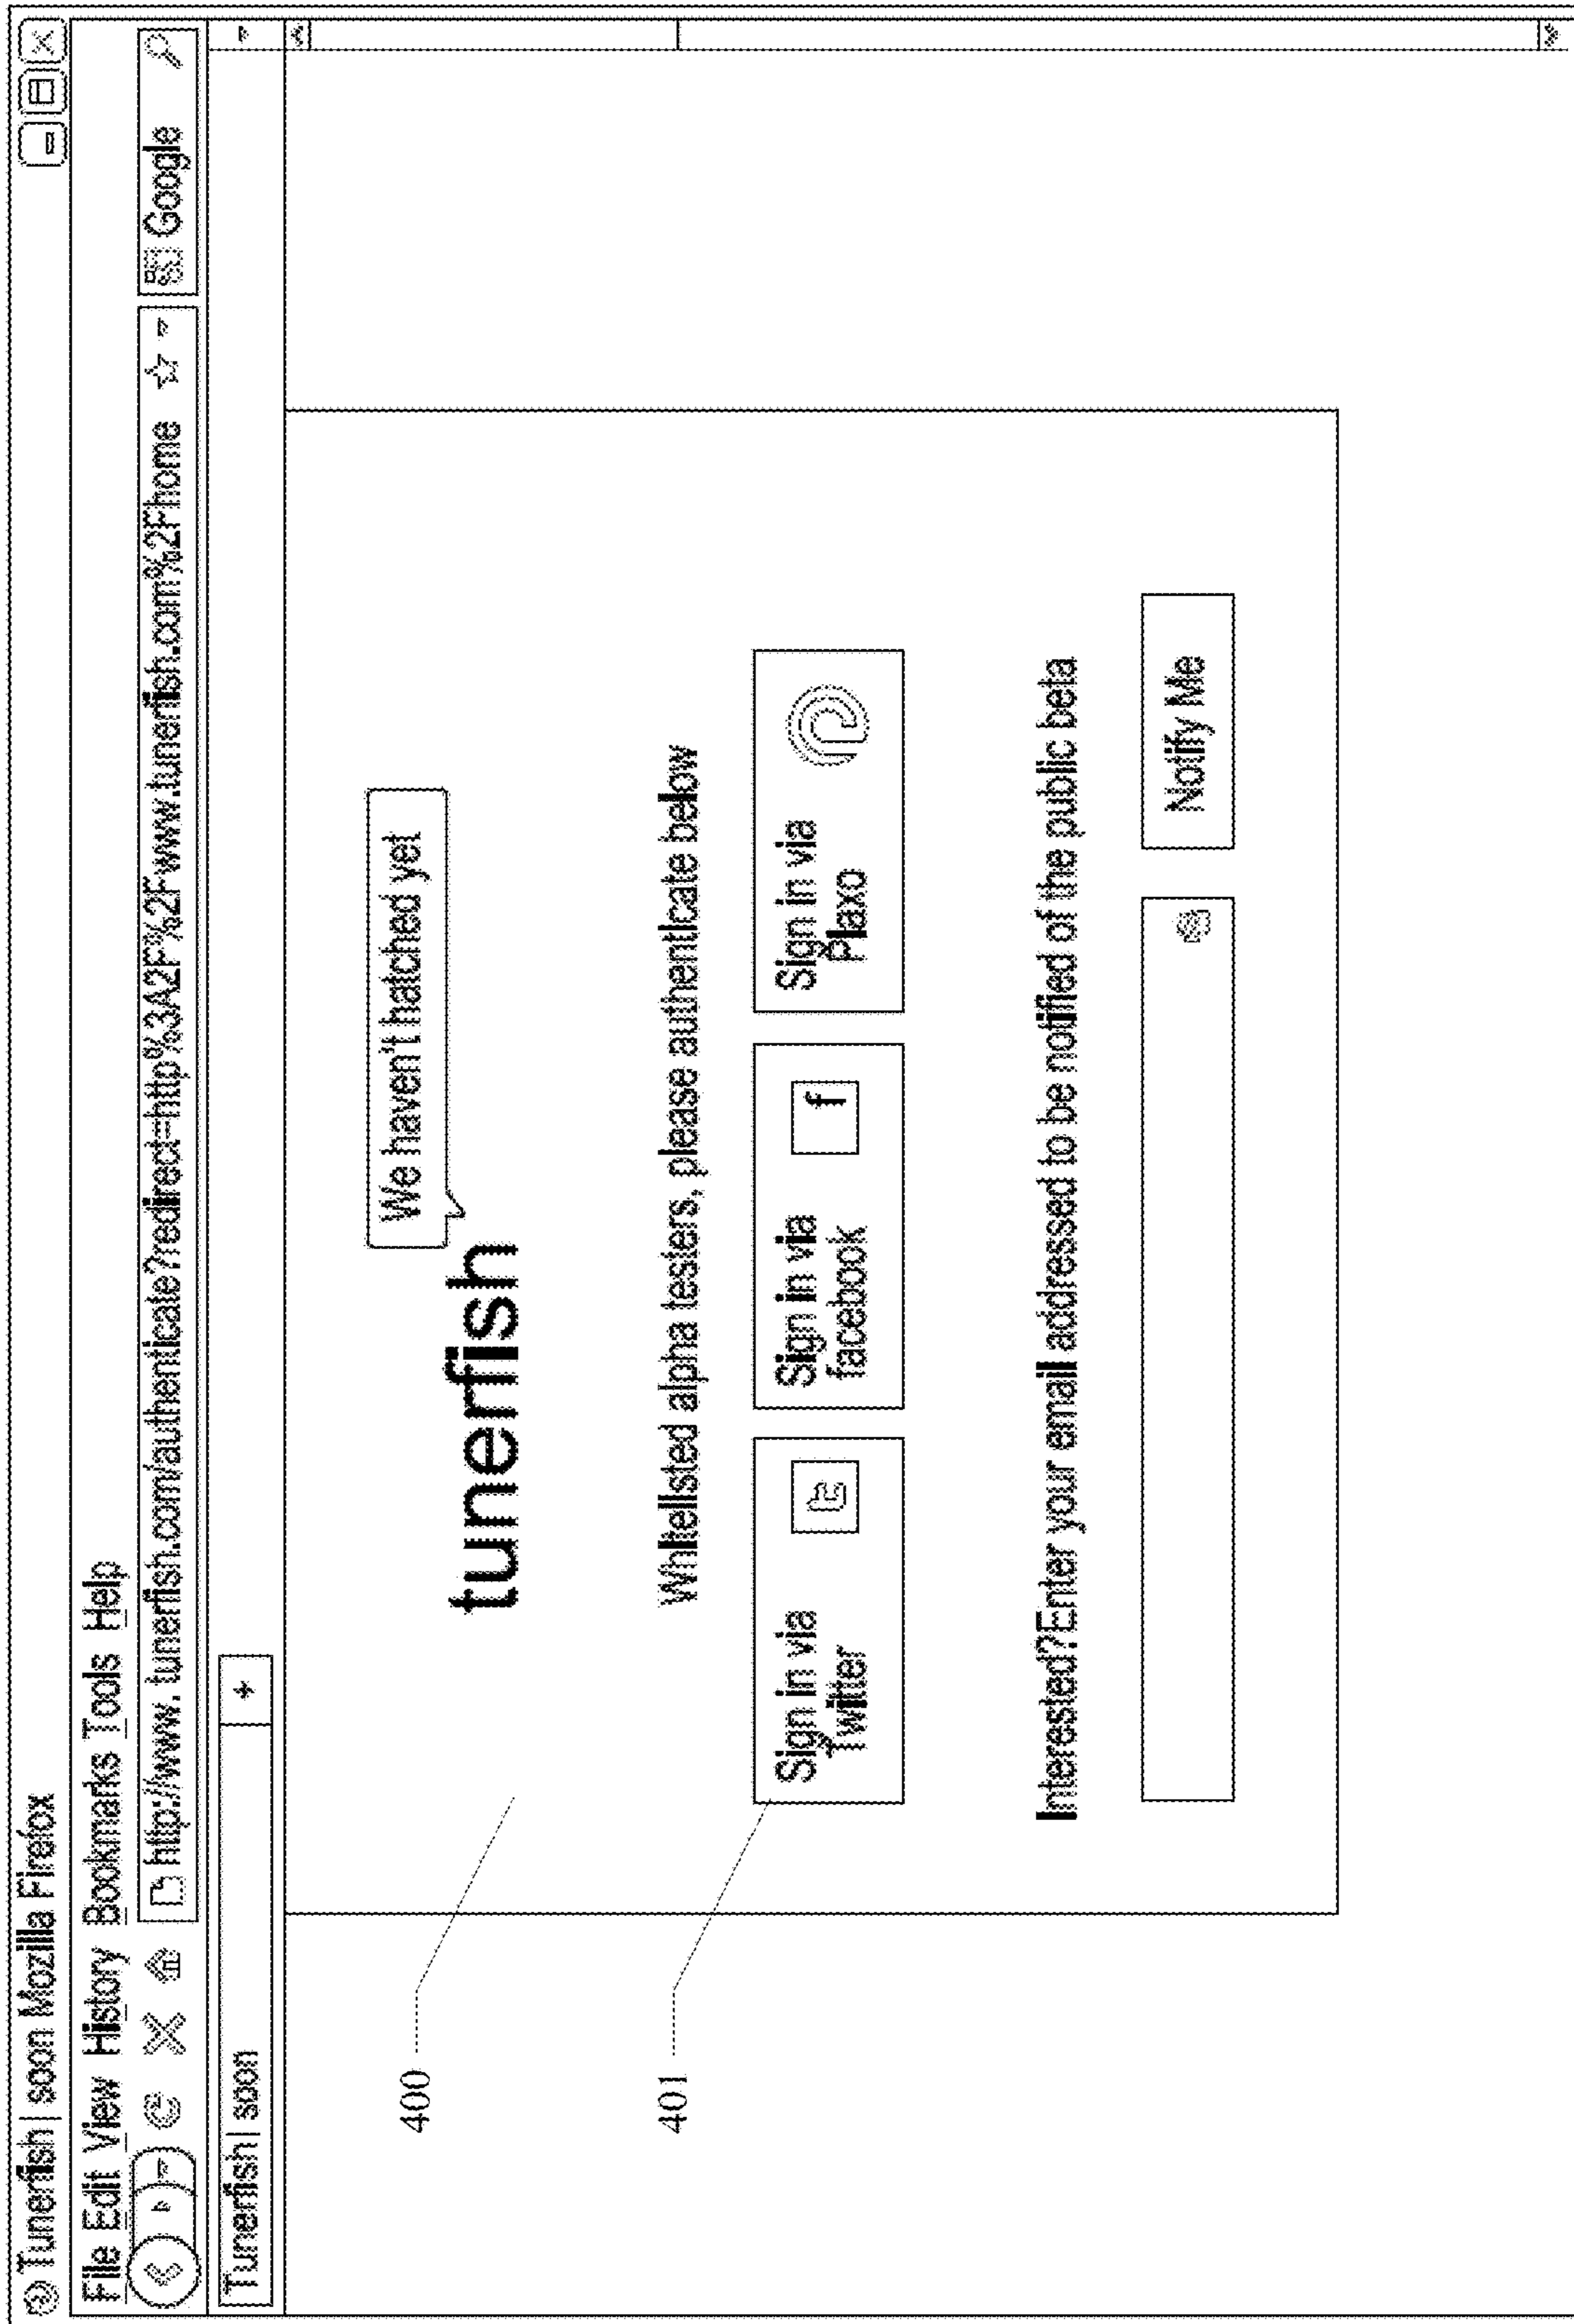 Tunerfish | soon Mozilla Firefox
File Edit View History Bookmarks Tools Help
http://www.tunerfish.com/authenticate?redirect=http%3A2F%2Fwww.tunerfish.com%2Fhome
Google
Tunerfish | soon +
We haven't hatched yet
tunerfish
400
Whitelisted alpha testers, please authenticate below
401
Sign in via
Twitter
t
Sign in via
facebook
f
Sign in via
Plaxo
Interested?Enter your email addressed to be notified of the public beta
Notify Me